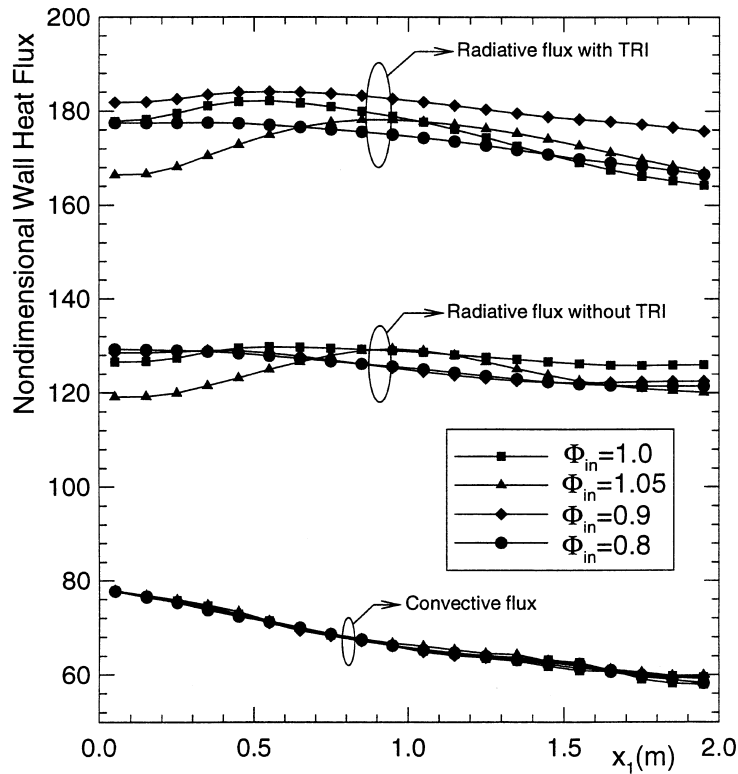 Nondimensional Wall Heat Flux
200
180
160
140
120
100
80
60
Radiative flux with TRI
Radiative flux without TRI
Φin=1.0
Φin=1.05
Φin=0.9
Φin=0.8
Convective flux
0.0
0.5
1.0
1.5
2.0
x1(m)